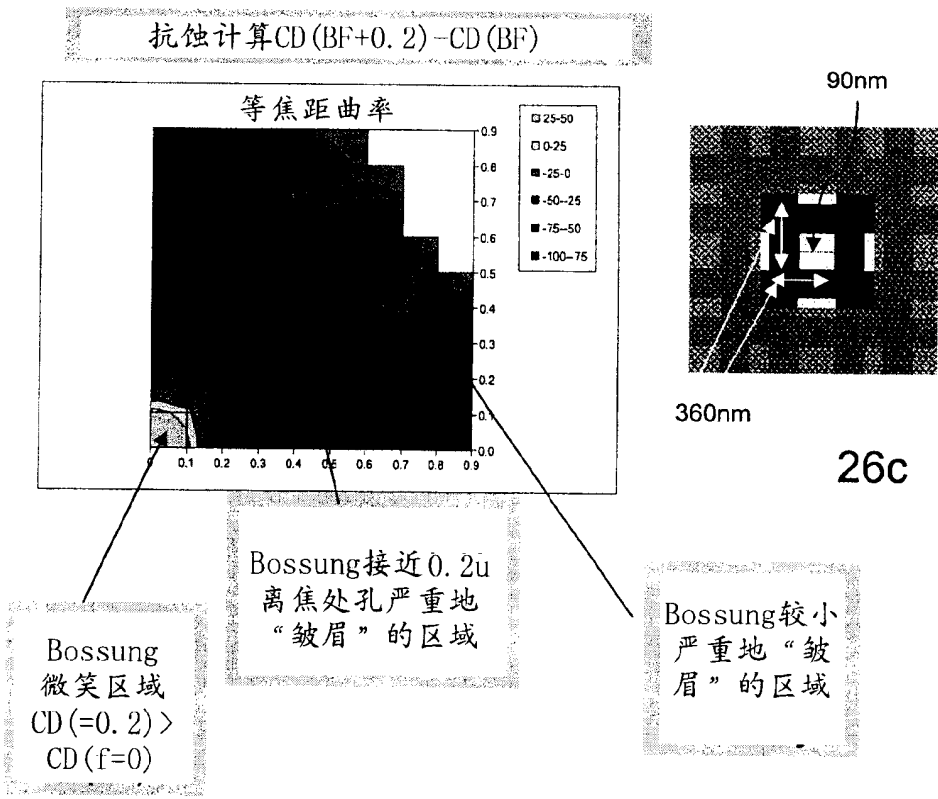 抗蚀计算CD(BF+0.2)-CD(BF)
等焦距曲率
25-50
0-25
-25-0
-50--25
-75--50
-100--75
0.9
0.8
0.7
0.6
0.5
0.4
0.3
0.2
0.1
0.0
0 0.1 0.2 0.3 0.4 0.5 0.6 0.7 0.8 0.9
90nm
360nm
26c
Bossung
微笑区域
CD(=0.2)>
CD(f=0)
Bossung接近0.2u
离焦处孔严重地
“皱眉”的区域
Bossung较小
严重地“皱
眉”的区域